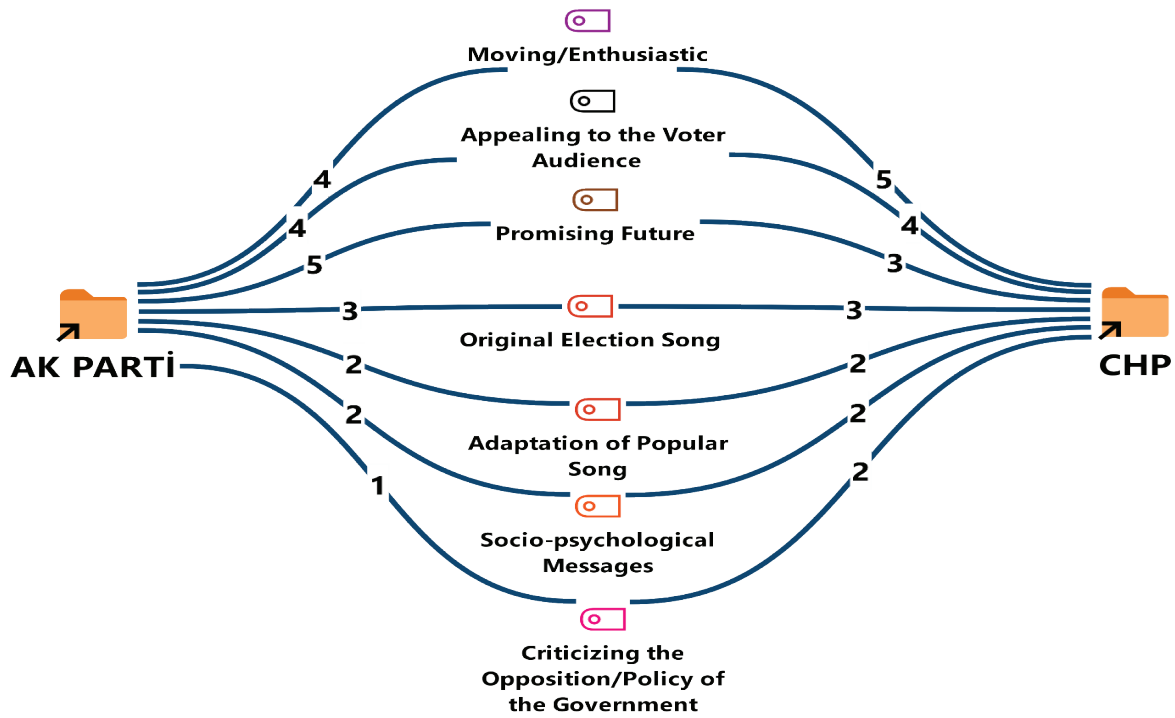 Moving/Enthusiastic
Appealing to the Voter
Audience
4
5
4
4
Promising Future
5
3
Original Election Song
3
3
AK PARTİ
CHP
2
2
Adaptation of Popular
Song
2
2
1
2
Socio-psychological
Messages
Criticizing the
Opposition/Policy of
the Government